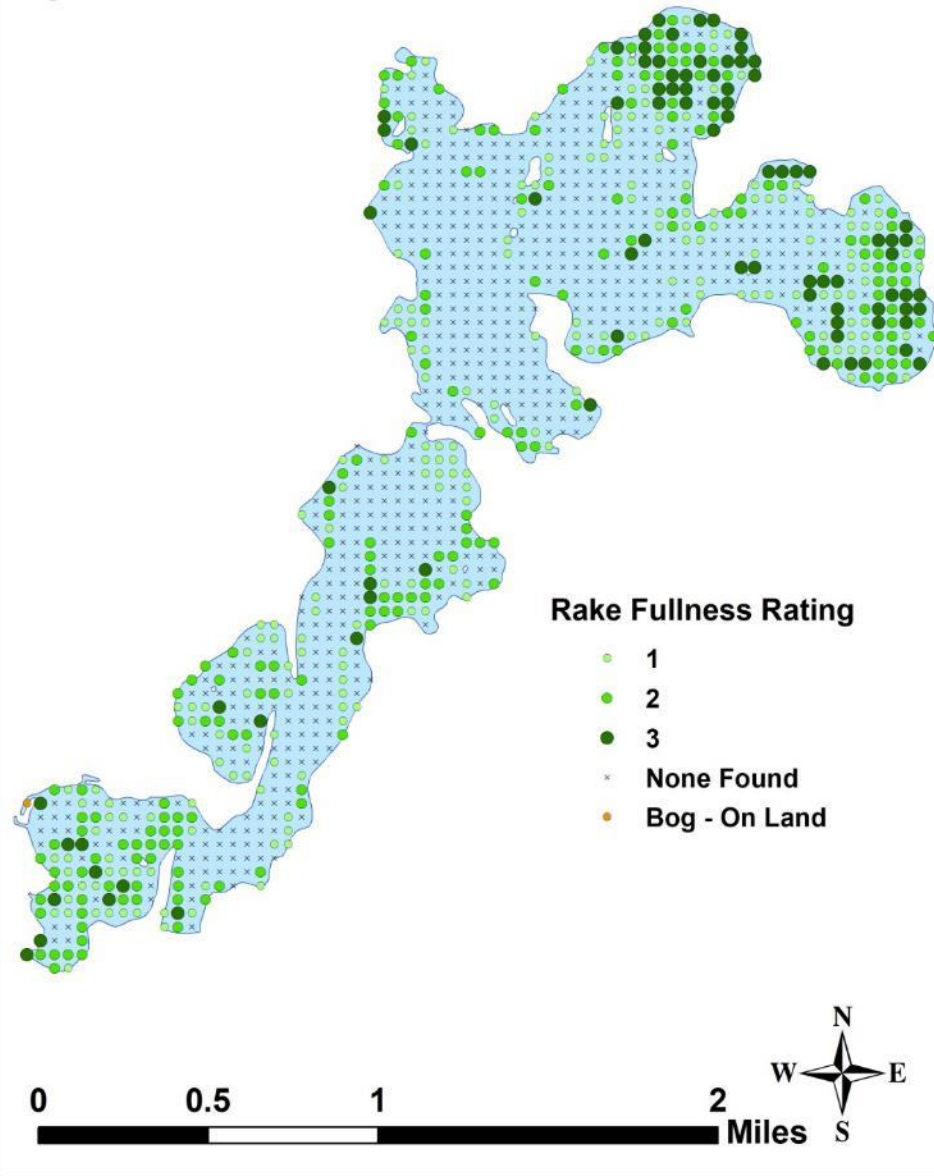 Rake Fullness Rating
1
2
3
None Found
Bog - On Land
N
W E
S
0 0.5 1 2
Miles